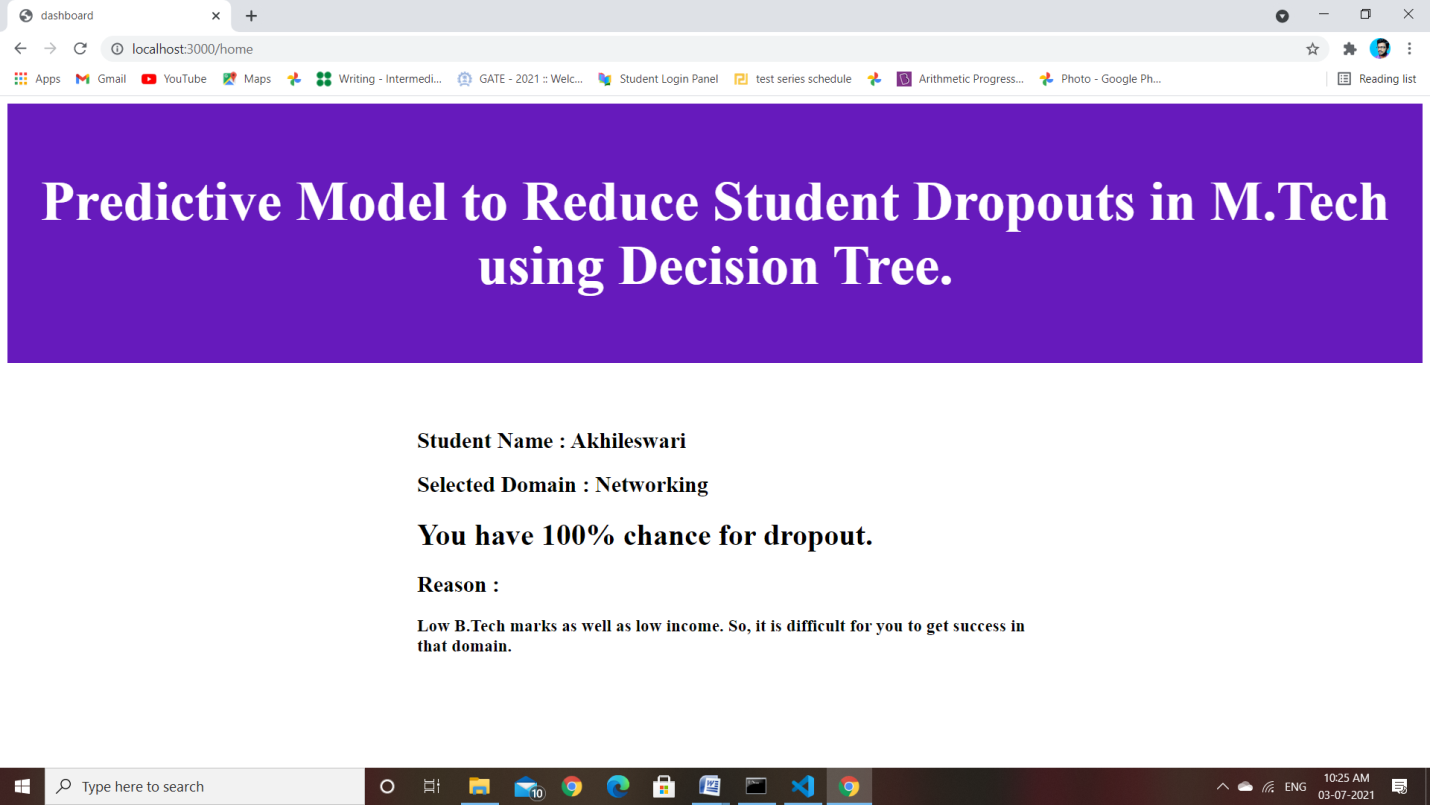 dashboard
localhost:3000/home
Apps Gmail YouTube Maps Writing - Intermedi... GATE - 2021 :: Welc... Student Login Panel test series schedule Arithmetic Progress... Photo - Google Ph... Reading list
Predictive Model to Reduce Student Dropouts in M.Tech
using Decision Tree.
Student Name : Akhileswari
Selected Domain : Networking
You have 100% chance for dropout.
Reason :
Low B.Tech marks as well as low income. So, it is difficult for you to get success in
that domain.
Type here to search
10
ENG
10:25 AM
03-07-2021